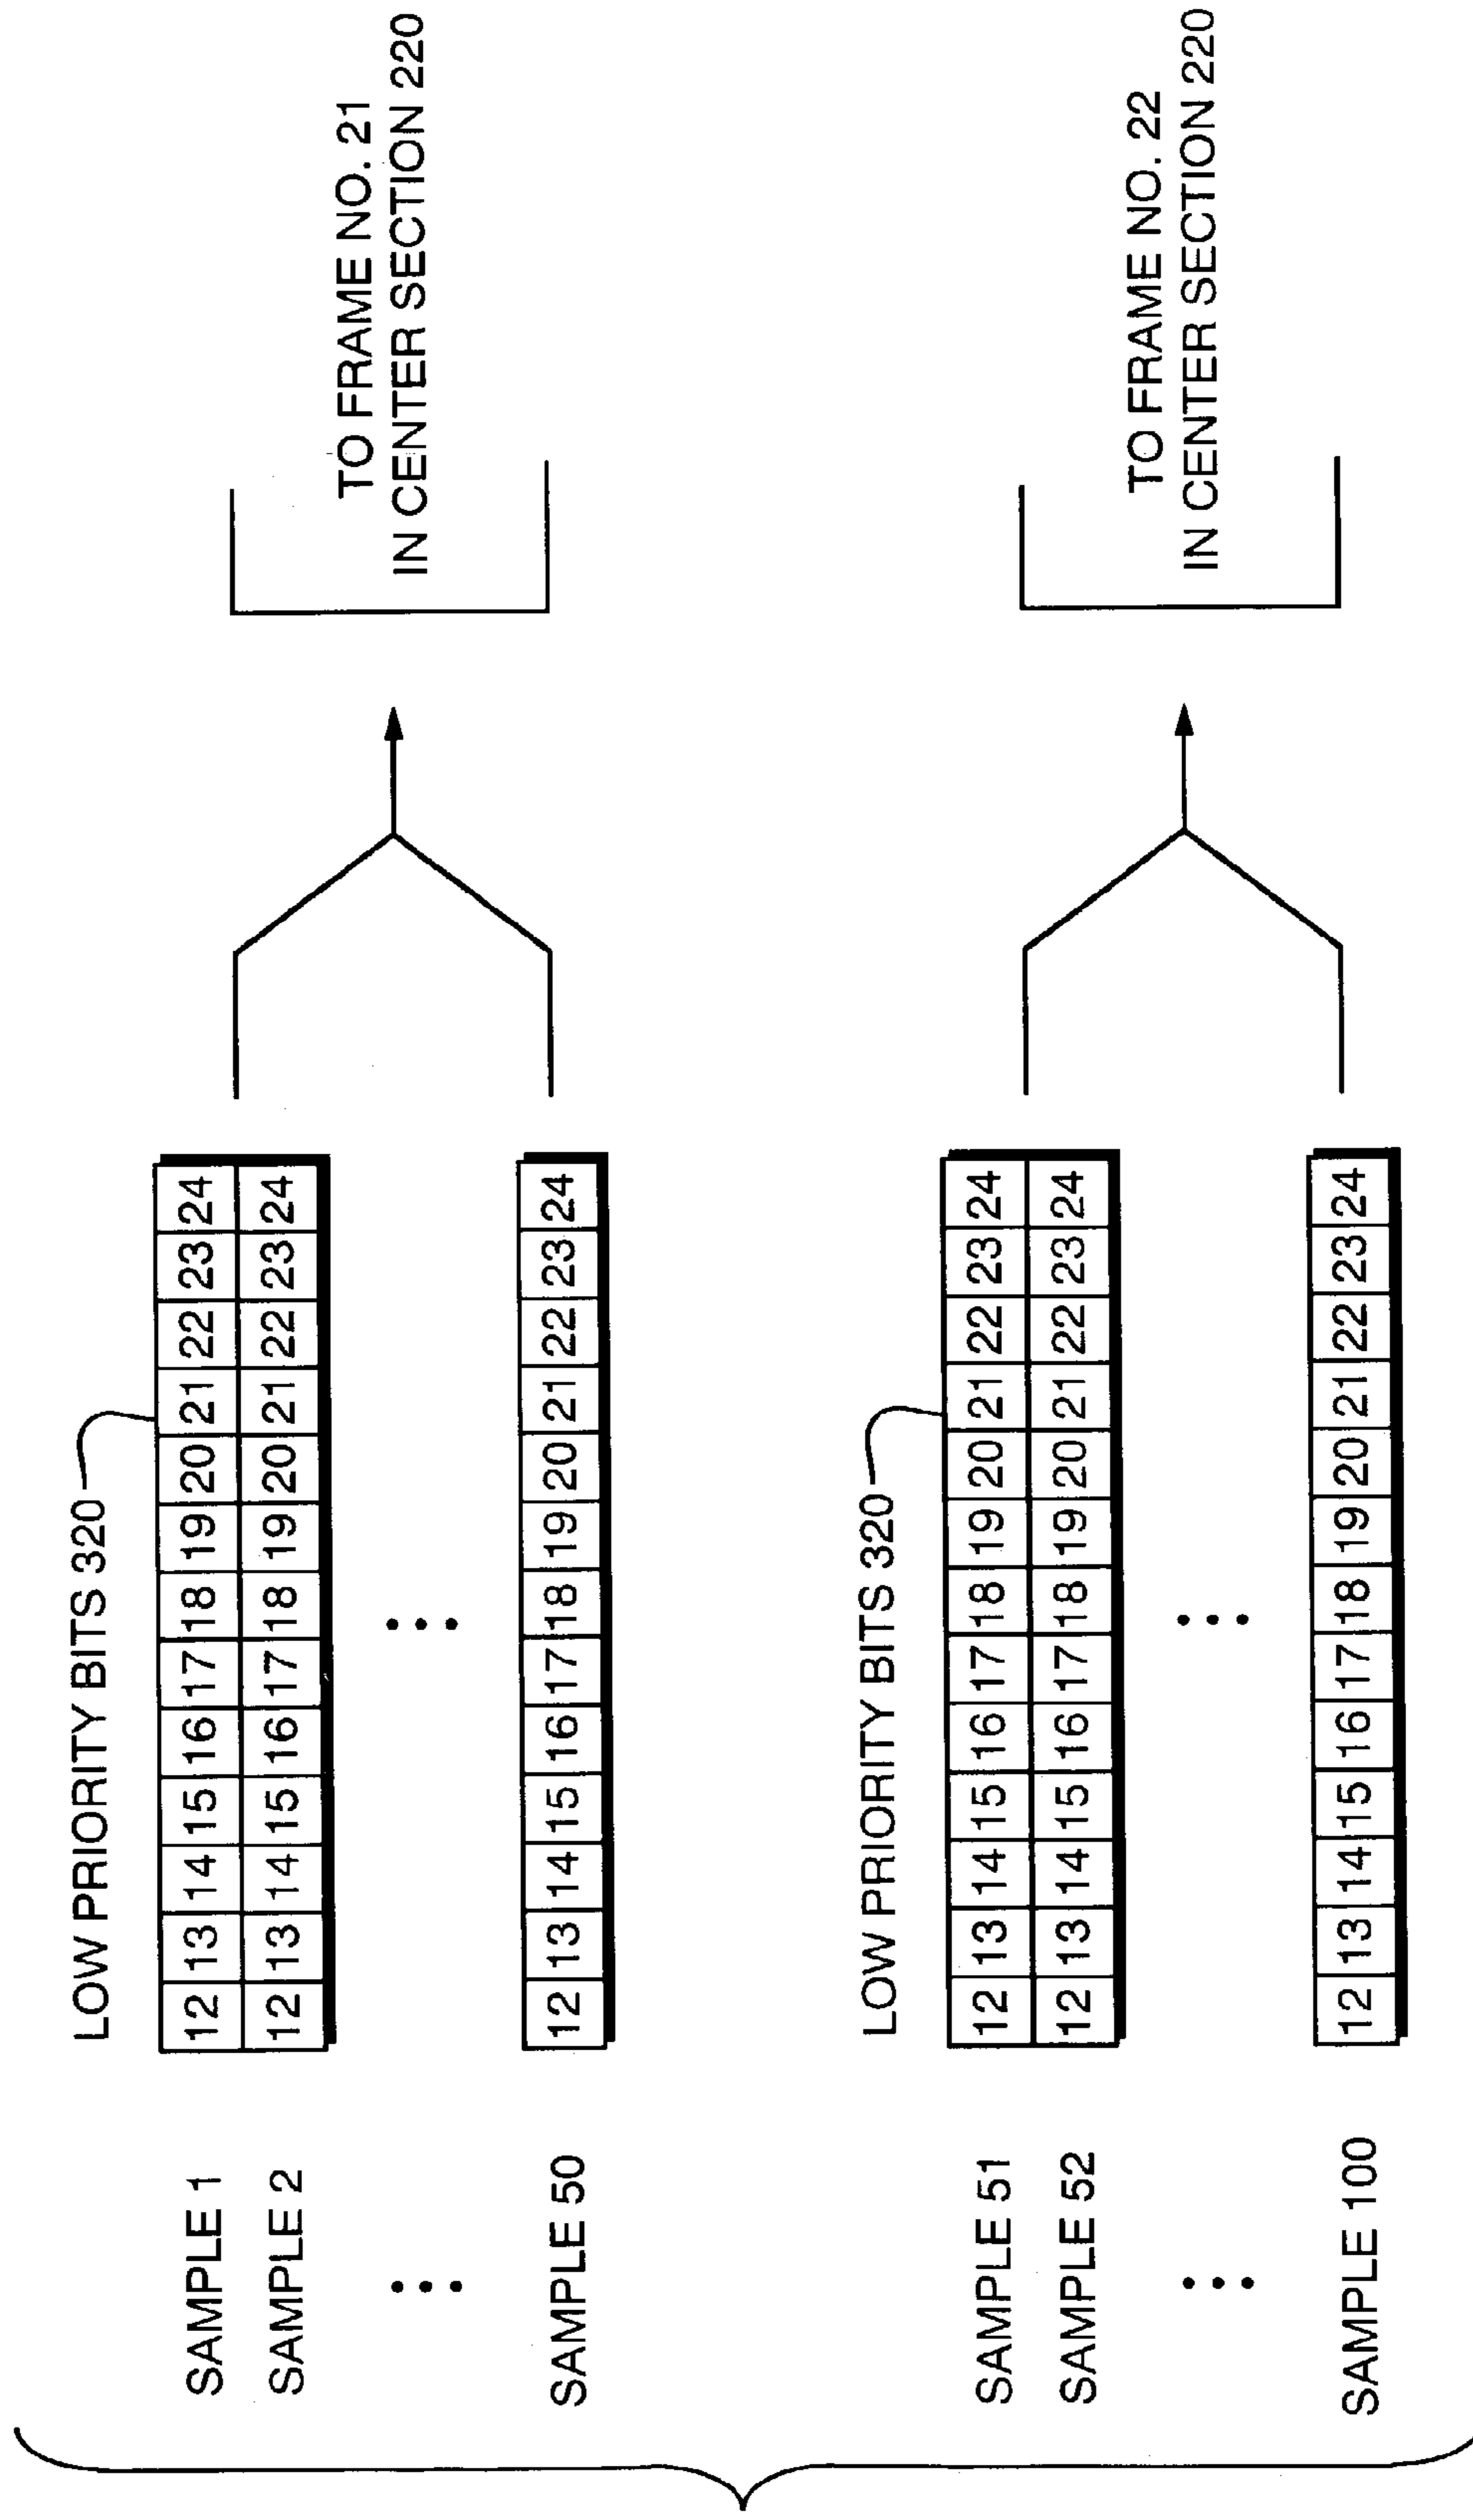 LOW PRIORITY BITS 320
SAMPLE 1 12 13 14 15 16 17 18 19 20 21 22 23 24
SAMPLE 2 12 13 14 15 16 17 18 19 20 21 22 23 24
TO FRAME NO. 21
IN CENTER SECTION 220
SAMPLE 50 12 13 14 15 16 17 18 19 20 21 22 23 24
LOW PRIORITY BITS 320
SAMPLE 51 12 13 14 15 16 17 18 19 20 21 22 23 24
SAMPLE 52 12 13 14 15 16 17 18 19 20 21 22 23 24
TO FRAME NO. 22
IN CENTER SECTION 220
SAMPLE 100 12 13 14 15 16 17 18 19 20 21 22 23 24